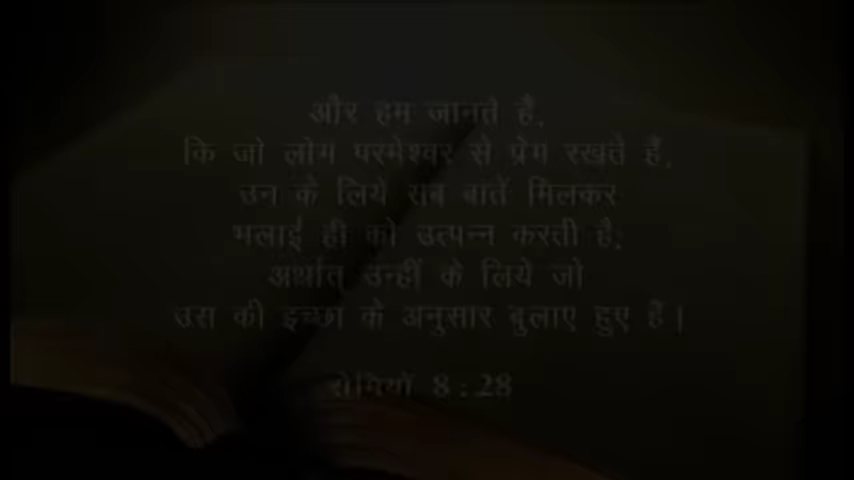 और हम जानते हैं,
कि जो लोग परमेश्वर से प्रेम रखते हैं,
उन के लिये सब बातें मिलकर
भलाई ही को उत्पन्न करती है;
अर्थात् उन्हीं के लिये जो
उस की इच्छा के अनुसार बुलाए हुए हैं।
रोमियों 8:28